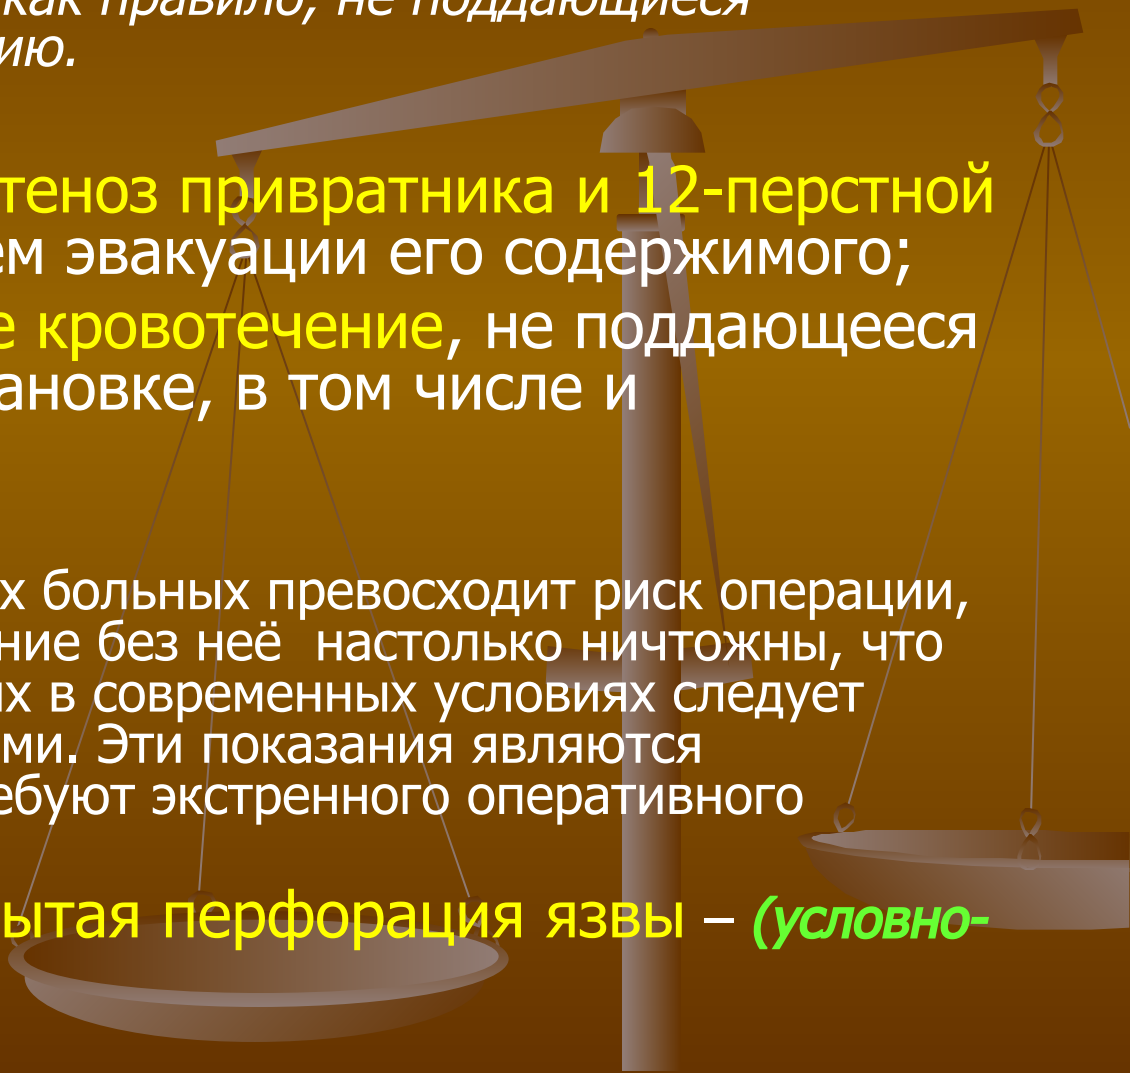 как правило, не поддающиеся
ию.
теноз привратника и 12-перстной
ем эвакуации его содержимого;
е кровотечение, не поддающееся
ановке, в том числе и
х больных превосходит риск операции,
ние без неё настолько ничтожны, что
ых в современных условиях следует
ми. Эти показания являются
ебуют экстренного оперативного
ытая перфорация язвы – (условно-